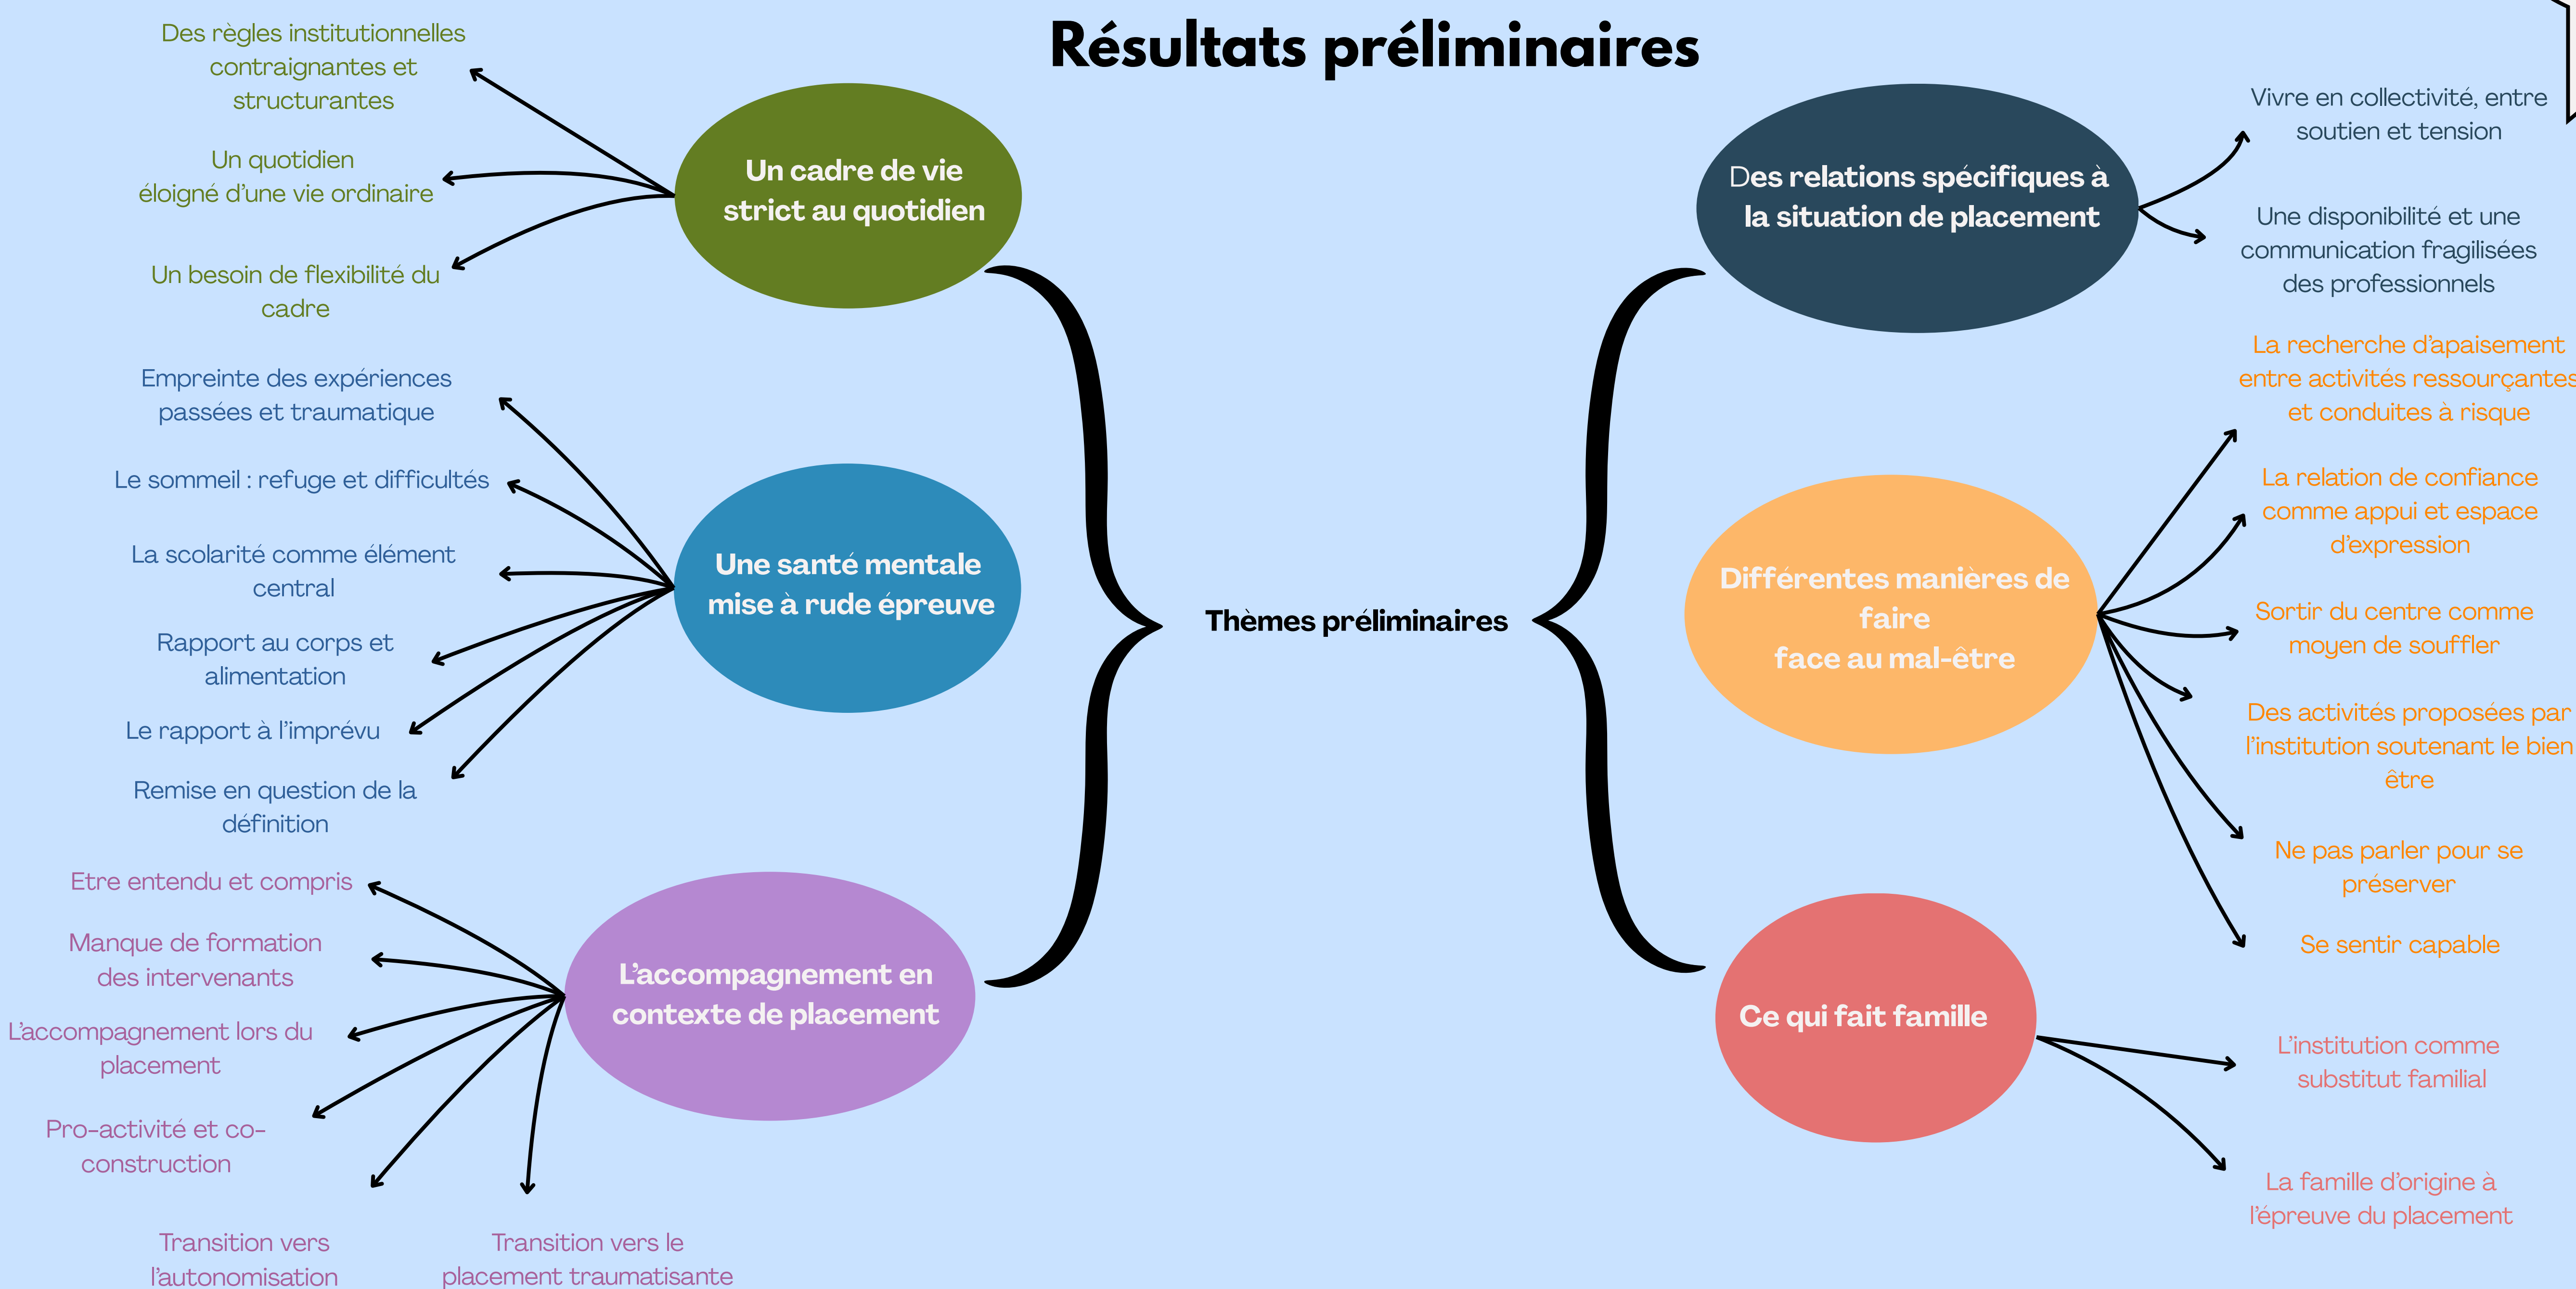 Résultats préliminaires
Des règles institutionnelles
contraignantes et
structurantes
Un quotidien
éloigné d'une vie ordinaire
Un besoin de flexibilité du
cadre
Un cadre de vie
strict au quotidien
Empreinte des expériences
passées et traumatique
Le sommeil : refuge et difficultés
La scolarité comme élément
central
Rapport au corps et
alimentation
Le rapport à l'imprévu
Remise en question de la
définition
Une santé mentale
mise à rude épreuve
Etre entendu et compris
Manque de formation
des intervenants
L'accompagnement lors du
placement
Pro-activité et co-
construction
Transition vers
l'autonomisation
Transition vers le
placement traumatisante
L'accompagnement en
contexte de placement
Thèmes préliminaires
Des relations spécifiques à
la situation de placement
Vivre en collectivité, entre
soutien et tension
Une disponibilité et une
communication fragilisées
des professionnels
Différentes manières de
faire
face au mal-être
La recherche d'apaisement
entre activités ressourçantes
et conduites à risque
La relation de confiance
comme appui et espace
d'expression
Sortir du centre comme
moyen de souffler
Des activités proposées par
l'institution soutenant le bien
être
Ne pas parler pour se
préserver
Se sentir capable
Ce qui fait famille
L'institution comme
substitut familial
La famille d'origine à
l'épreuve du placement